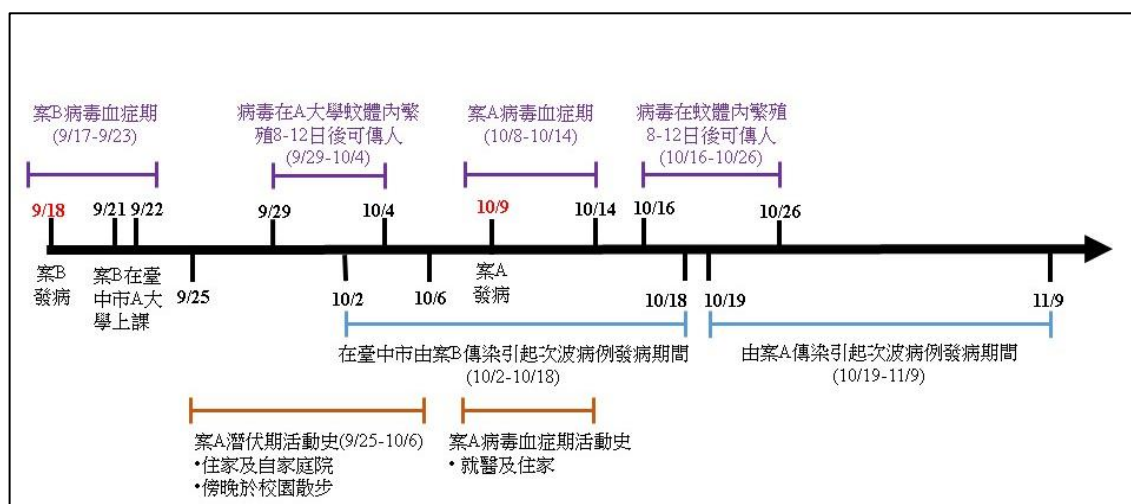 案B病毒血症期
(9/17-9/23)
病毒在A大學蚊體內繁
殖8-12日後可傳人
(9/29-10/4)
案A病毒血症期
(10/8-10/14)
病毒在蚊體內繁殖
8-12日後可傳人
(10/16-10/26)
9/18
9/21
9/22
9/29
10/4
10/9
10/14
10/16
10/26
案B
發病
案B在臺
中市A大
學上課
9/25
10/2
10/6
案A
發病
10/18
10/19
11/9
在臺中市由案B傳染引起次波病例發病期間
(10/2-10/18)
由案A傳染引起次波病例發病期間
(10/19-11/9)
案A潛伏期活動史(9/25-10/6)
•住家及自家庭院
•傍晚於校園散步
案A病毒血症期活動史
•就醫及住家